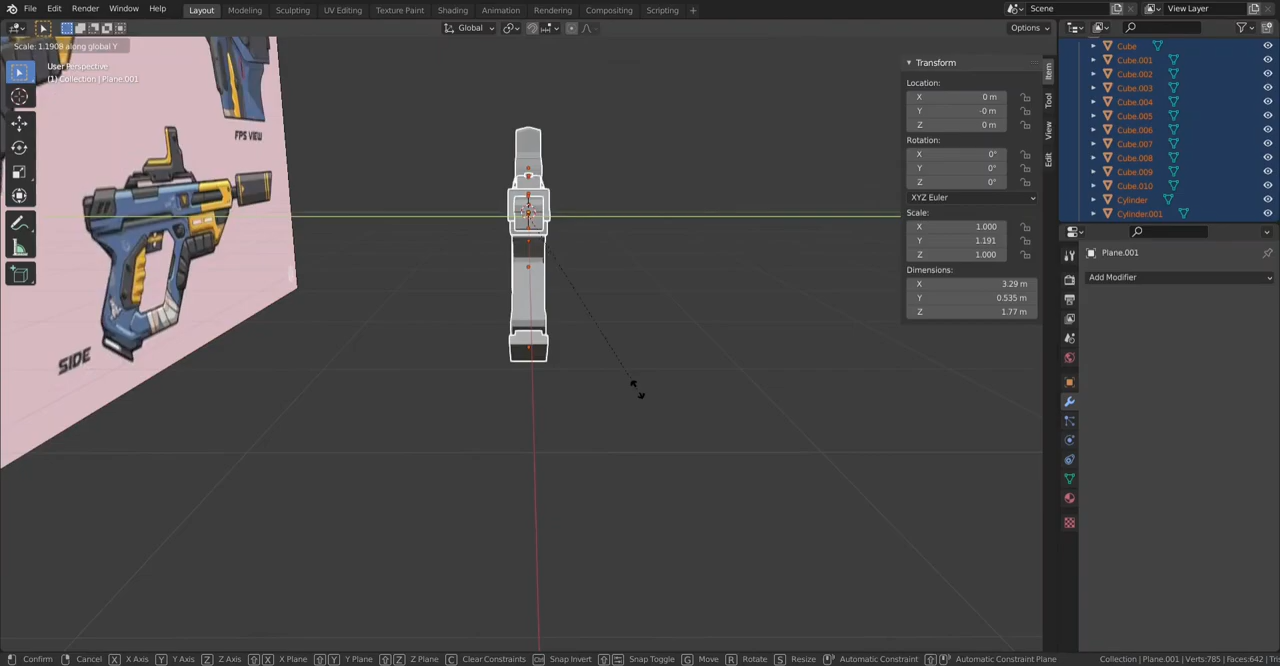 File Edit Render Window Help Layout Modeling Sculpting UV Editing Texture Paint Shading Animation Rendering Compositing Scripting + Scene View Layer
Global Options
Scale: 1.1908 along global Y
User Perspective
(1) Collection | Plane.001
FPS VIEW
SIDE
Transform
Location:
X 0 m
Y -0 m
Z 0 m
Rotation:
X 0°
Y 0°
Z 0°
XYZ Euler
Scale:
X 1.000
Y 1.191
Z 1.000
Dimensions:
X 3.29 m
Y 0.535 m
Z 1.77 m
Item
Tool
View
Edit
Cube
Cube.001
Cube.002
Cube.003
Cube.004
Cube.005
Cube.006
Cube.007
Cube.008
Cube.009
Cube.010
Cylinder
Cylinder.001
Plane.001
Add Modifier
Confirm Cancel X X Axis Y Y Axis Z Z Axis X X Plane Y Y Plane Z Z Plane C Clear Constraints Ctrl Snap Invert Snap Toggle G Move R Rotate S Resize Automatic Constraint Automatic Constraint Plane Collection | Plane.001 Verts:785 Faces:642